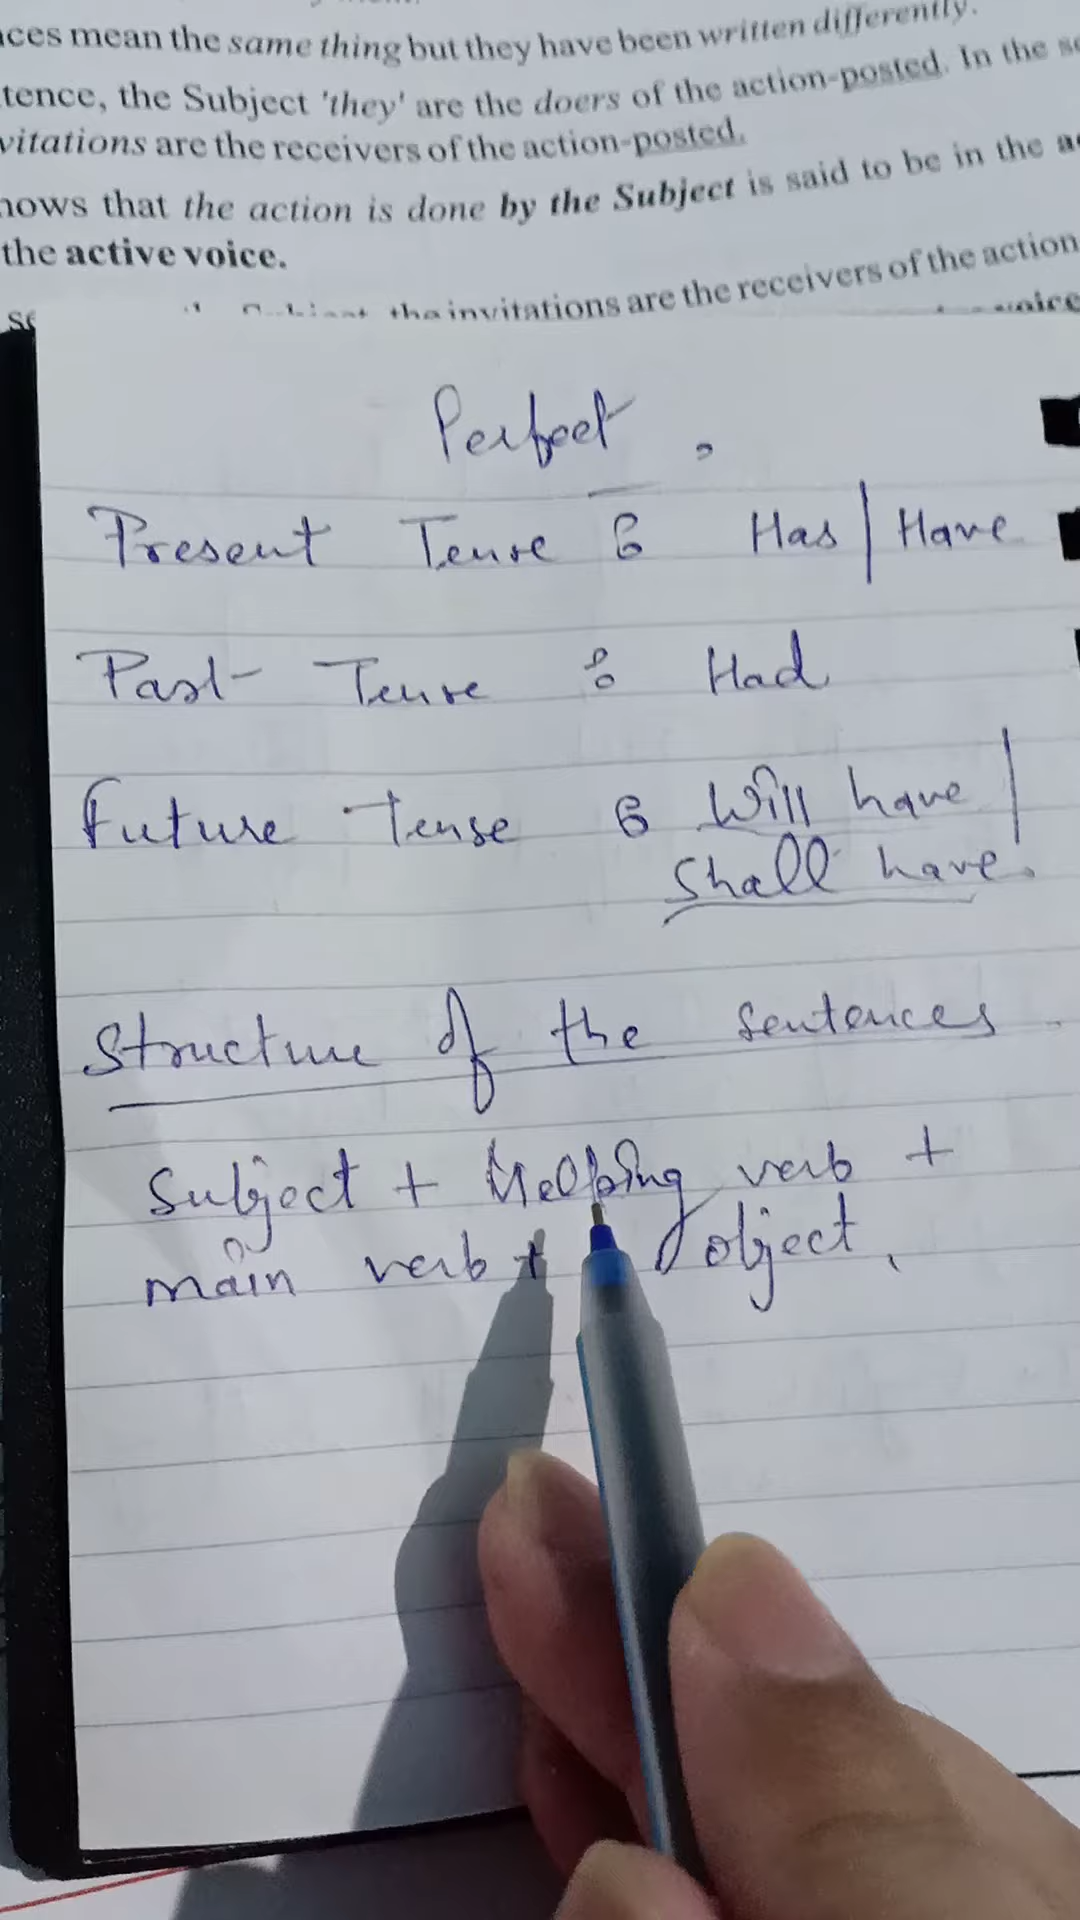 mean the same thing but they have been written differently.
tence, the Subject 'they' are the doers of the action-posted. In the
vitations are the receivers of the action-posted.
hows that the action is done by the Subject is said to be in the
the active voice.
the invitations are the receivers of the action
Perfect.
Present Tense : Has | Have
Past Tense : Had
Future Tense : Will have |
Shall have.
Structure of the sentences
Subject + Helping verb +
main verb + object.